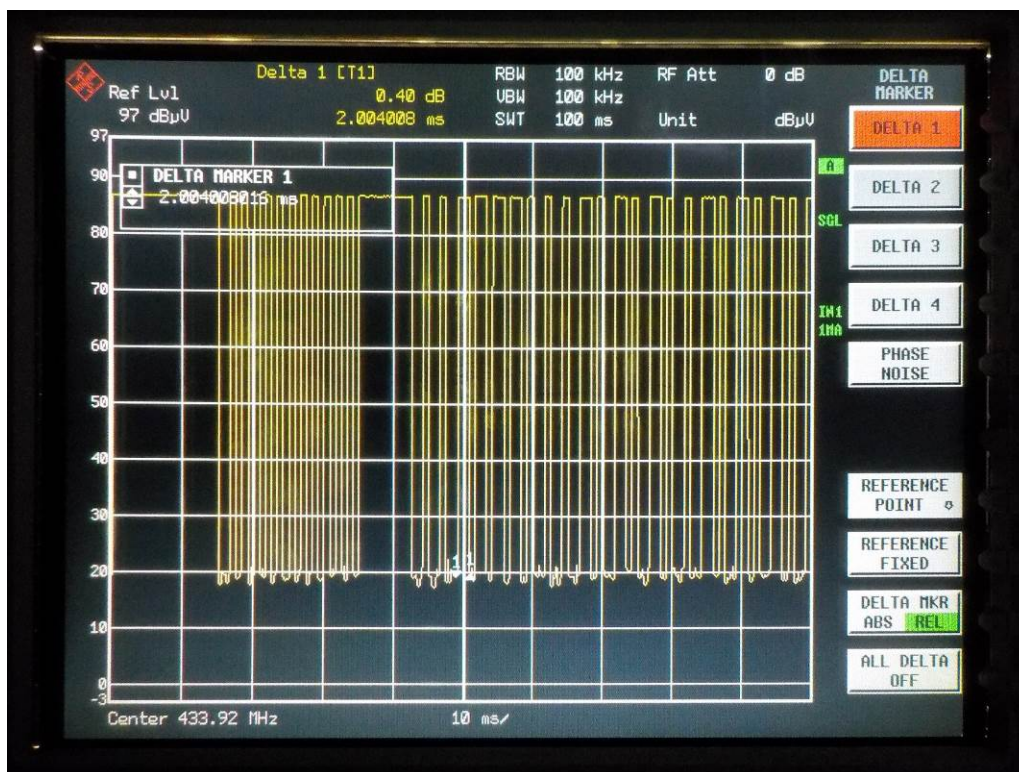 Delta 1 [T1]
RBW 100 kHz RF Att 0 dB
Ref Lvl 0.40 dB VBW 100 kHz
97 dBµV 2.004008 ms SWT 100 ms Unit dBµV
97
90
80
70
60
50
40
30
20
10
0
-3
DELTA MARKER 1
2.004008016 ms
1 1
A
SGL
IN1
1MA
Center 433.92 MHz 10 ms/
DELTA
MARKER
DELTA 1
DELTA 2
DELTA 3
DELTA 4
PHASE
NOISE
REFERENCE
POINT
REFERENCE
FIXED
DELTA MKR
ABS REL
ALL DELTA
OFF